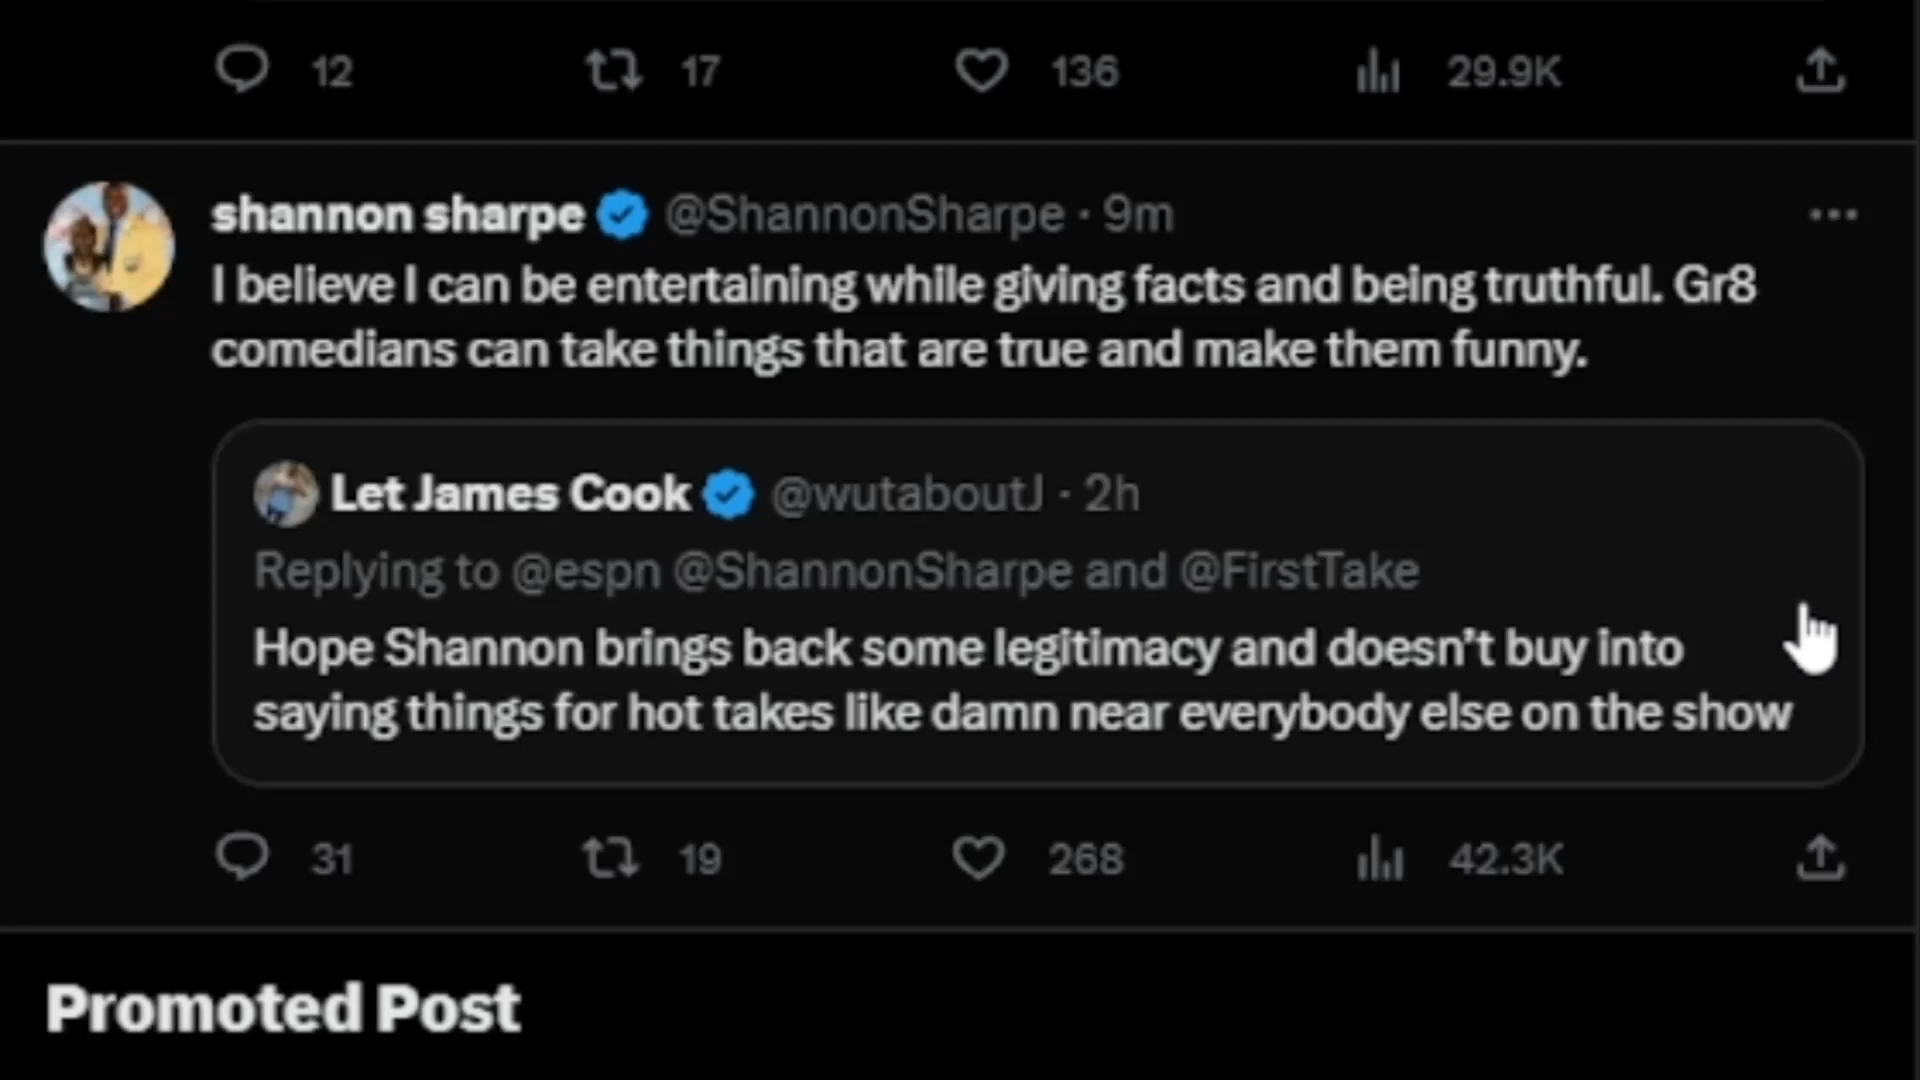 12 17 136 29.9K
shannon sharpe @ShannonSharpe · 9m
I believe I can be entertaining while giving facts and being truthful. Gr8
comedians can take things that are true and make them funny.
Let James Cook @wutaboutJ · 2h
Replying to @espn @ShannonSharpe and @FirstTake
Hope Shannon brings back some legitimacy and doesn't buy into
saying things for hot takes like damn near everybody else on the show
31 19 268 42.3K
Promoted Post